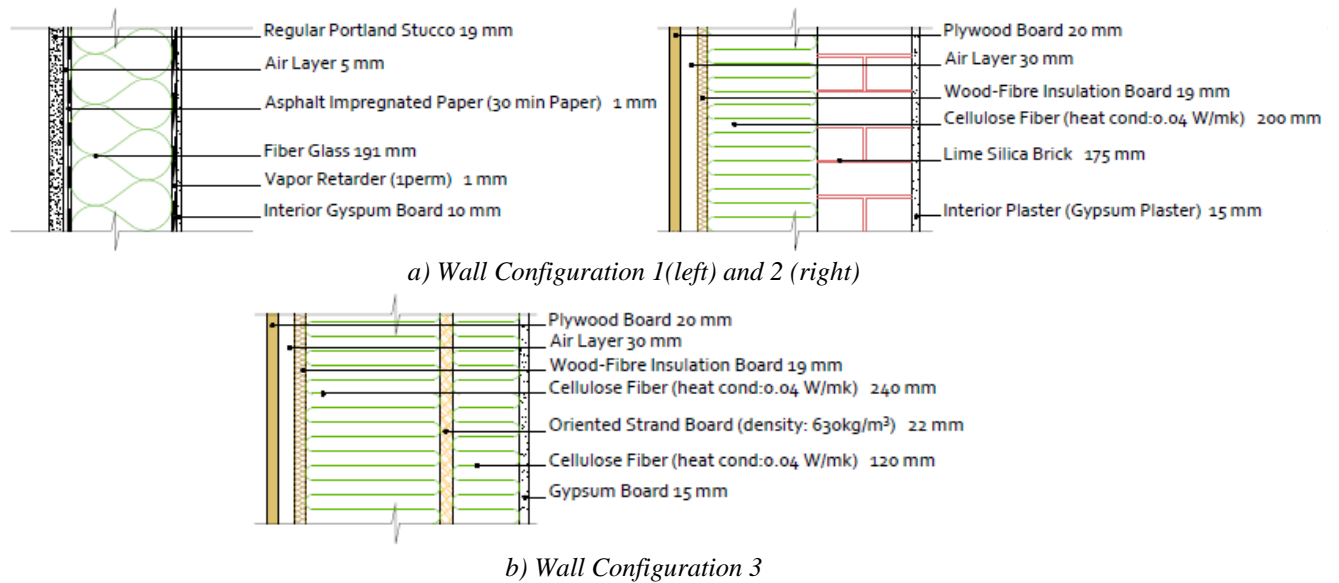 Regular Portland Stucco 19 mm
Air Layer 5 mm
Asphalt Impregnated Paper (30 min Paper) 1 mm
Fiber Glass 191 mm
Vapor Retarder (1perm) 1 mm
Interior Gyspum Board 10 mm
Plywood Board 20 mm
Air Layer 30 mm
Wood-Fibre Insulation Board 19 mm
Cellulose Fiber (heat cond:0.04 W/mk) 200 mm
Lime Silica Brick 175 mm
Interior Plaster (Gypsum Plaster) 15 mm
a) Wall Configuration 1(left) and 2 (right)
Plywood Board 20 mm
Air Layer 30 mm
Wood-Fibre Insulation Board 19 mm
Cellulose Fiber (heat cond:0.04 W/mk) 240 mm
Oriented Strand Board (density: 630kg/m³) 22 mm
Cellulose Fiber (heat cond:0.04 W/mk) 120 mm
Gypsum Board 15 mm
b) Wall Configuration 3